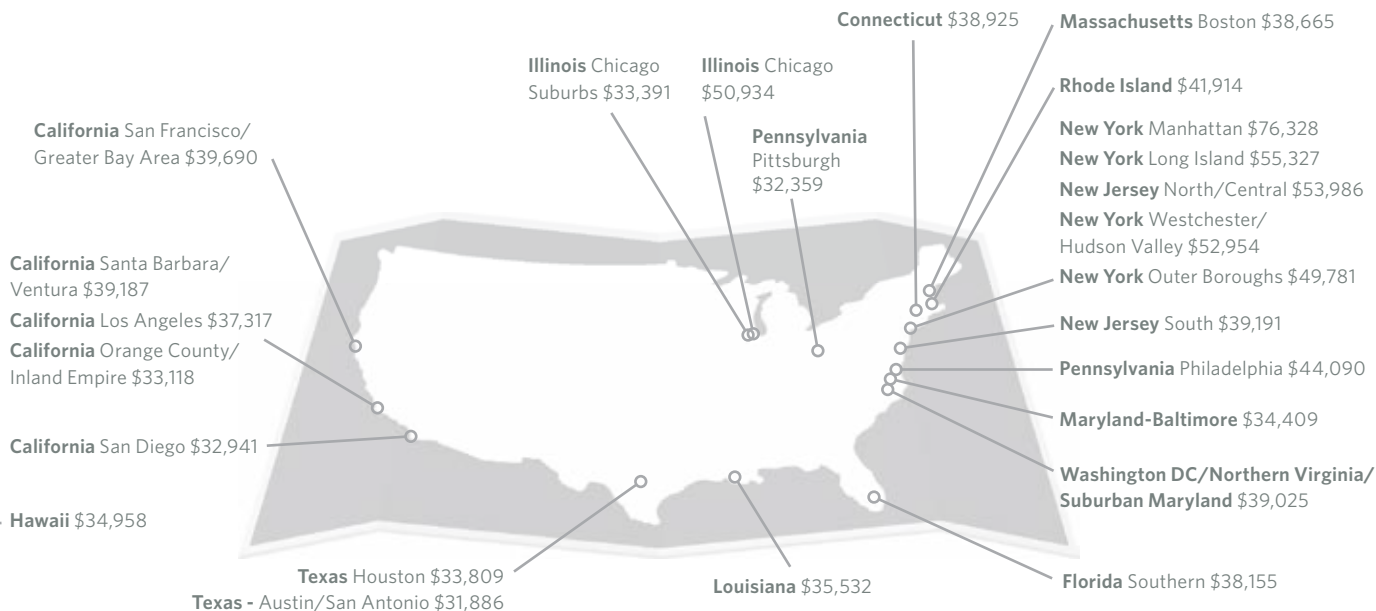 Connecticut $38,925
Massachusetts Boston $38,665
Illinois Chicago
Suburbs $33,391
Illinois Chicago
$50,934
Rhode Island $41,914
California San Francisco/
Greater Bay Area $39,690
Pennsylvania
Pittsburgh
$32,359
New York Manhattan $76,328
New York Long Island $55,327
New Jersey North/Central $53,986
New York Westchester/
Hudson Valley $52,954
New York Outer Boroughs $49,781
California Santa Barbara/
Ventura $39,187
California Los Angeles $37,317
California Orange County/
Inland Empire $33,118
New Jersey South $39,191
Pennsylvania Philadelphia $44,090
Maryland-Baltimore $34,409
California San Diego $32,941
Washington DC/Northern Virginia/
Suburban Maryland $39,025
Hawaii $34,958
Texas Houston $33,809
Texas - Austin/San Antonio $31,886
Louisiana $35,532
Florida Southern $38,155